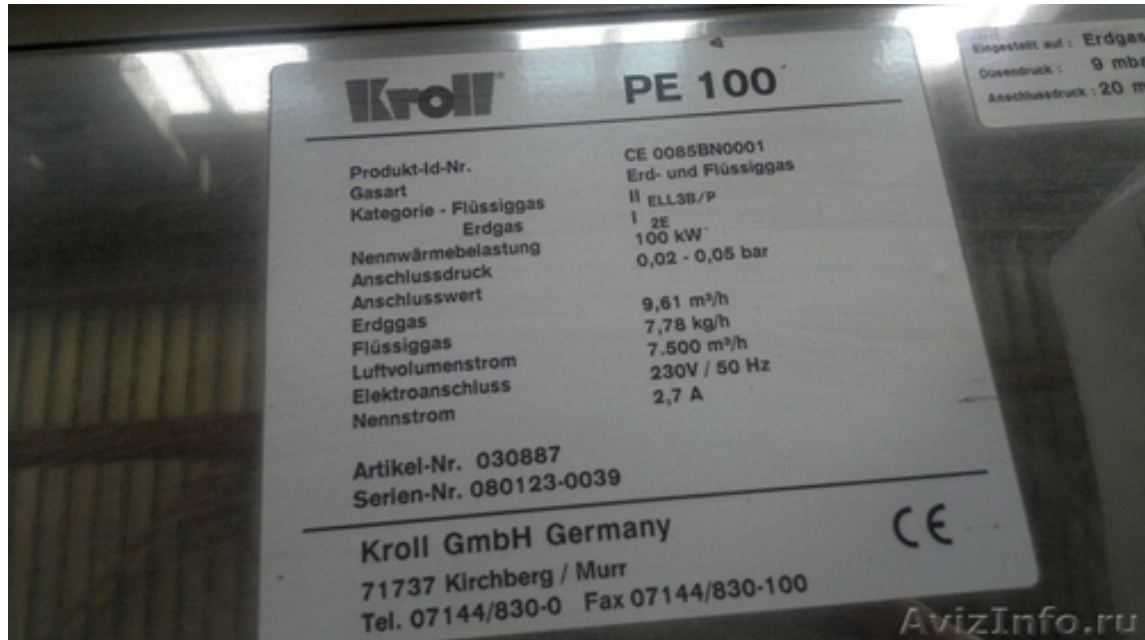 Kroll PE 100
Produkt-Id-Nr. CE 0085BN0001
Gasart Erd- und Flüssiggas
Kategorie - Flüssiggas II ELL3B/P
Erdgas I 2E
Nennwärmebelastung 100 kW
Anschlussdruck 0,02 - 0,05 bar
Anschlusswert
Erdggas 9,61 m³/h
Flüssiggas 7,78 kg/h
Luftvolumenstrom 7.500 m³/h
Elektroanschluss 230V / 50 Hz
Nennstrom 2,7 A
Artikel-Nr. 030887
Serien-Nr. 080123-0039
Kroll GmbH Germany CE
71737 Kirchberg / Murr
Tel. 07144/830-0 Fax 07144/830-100
Eingestellt auf : Erdgas
Düsendruck : 9 mba
Anschlussdruck : 20 m
AvizInfo.ru